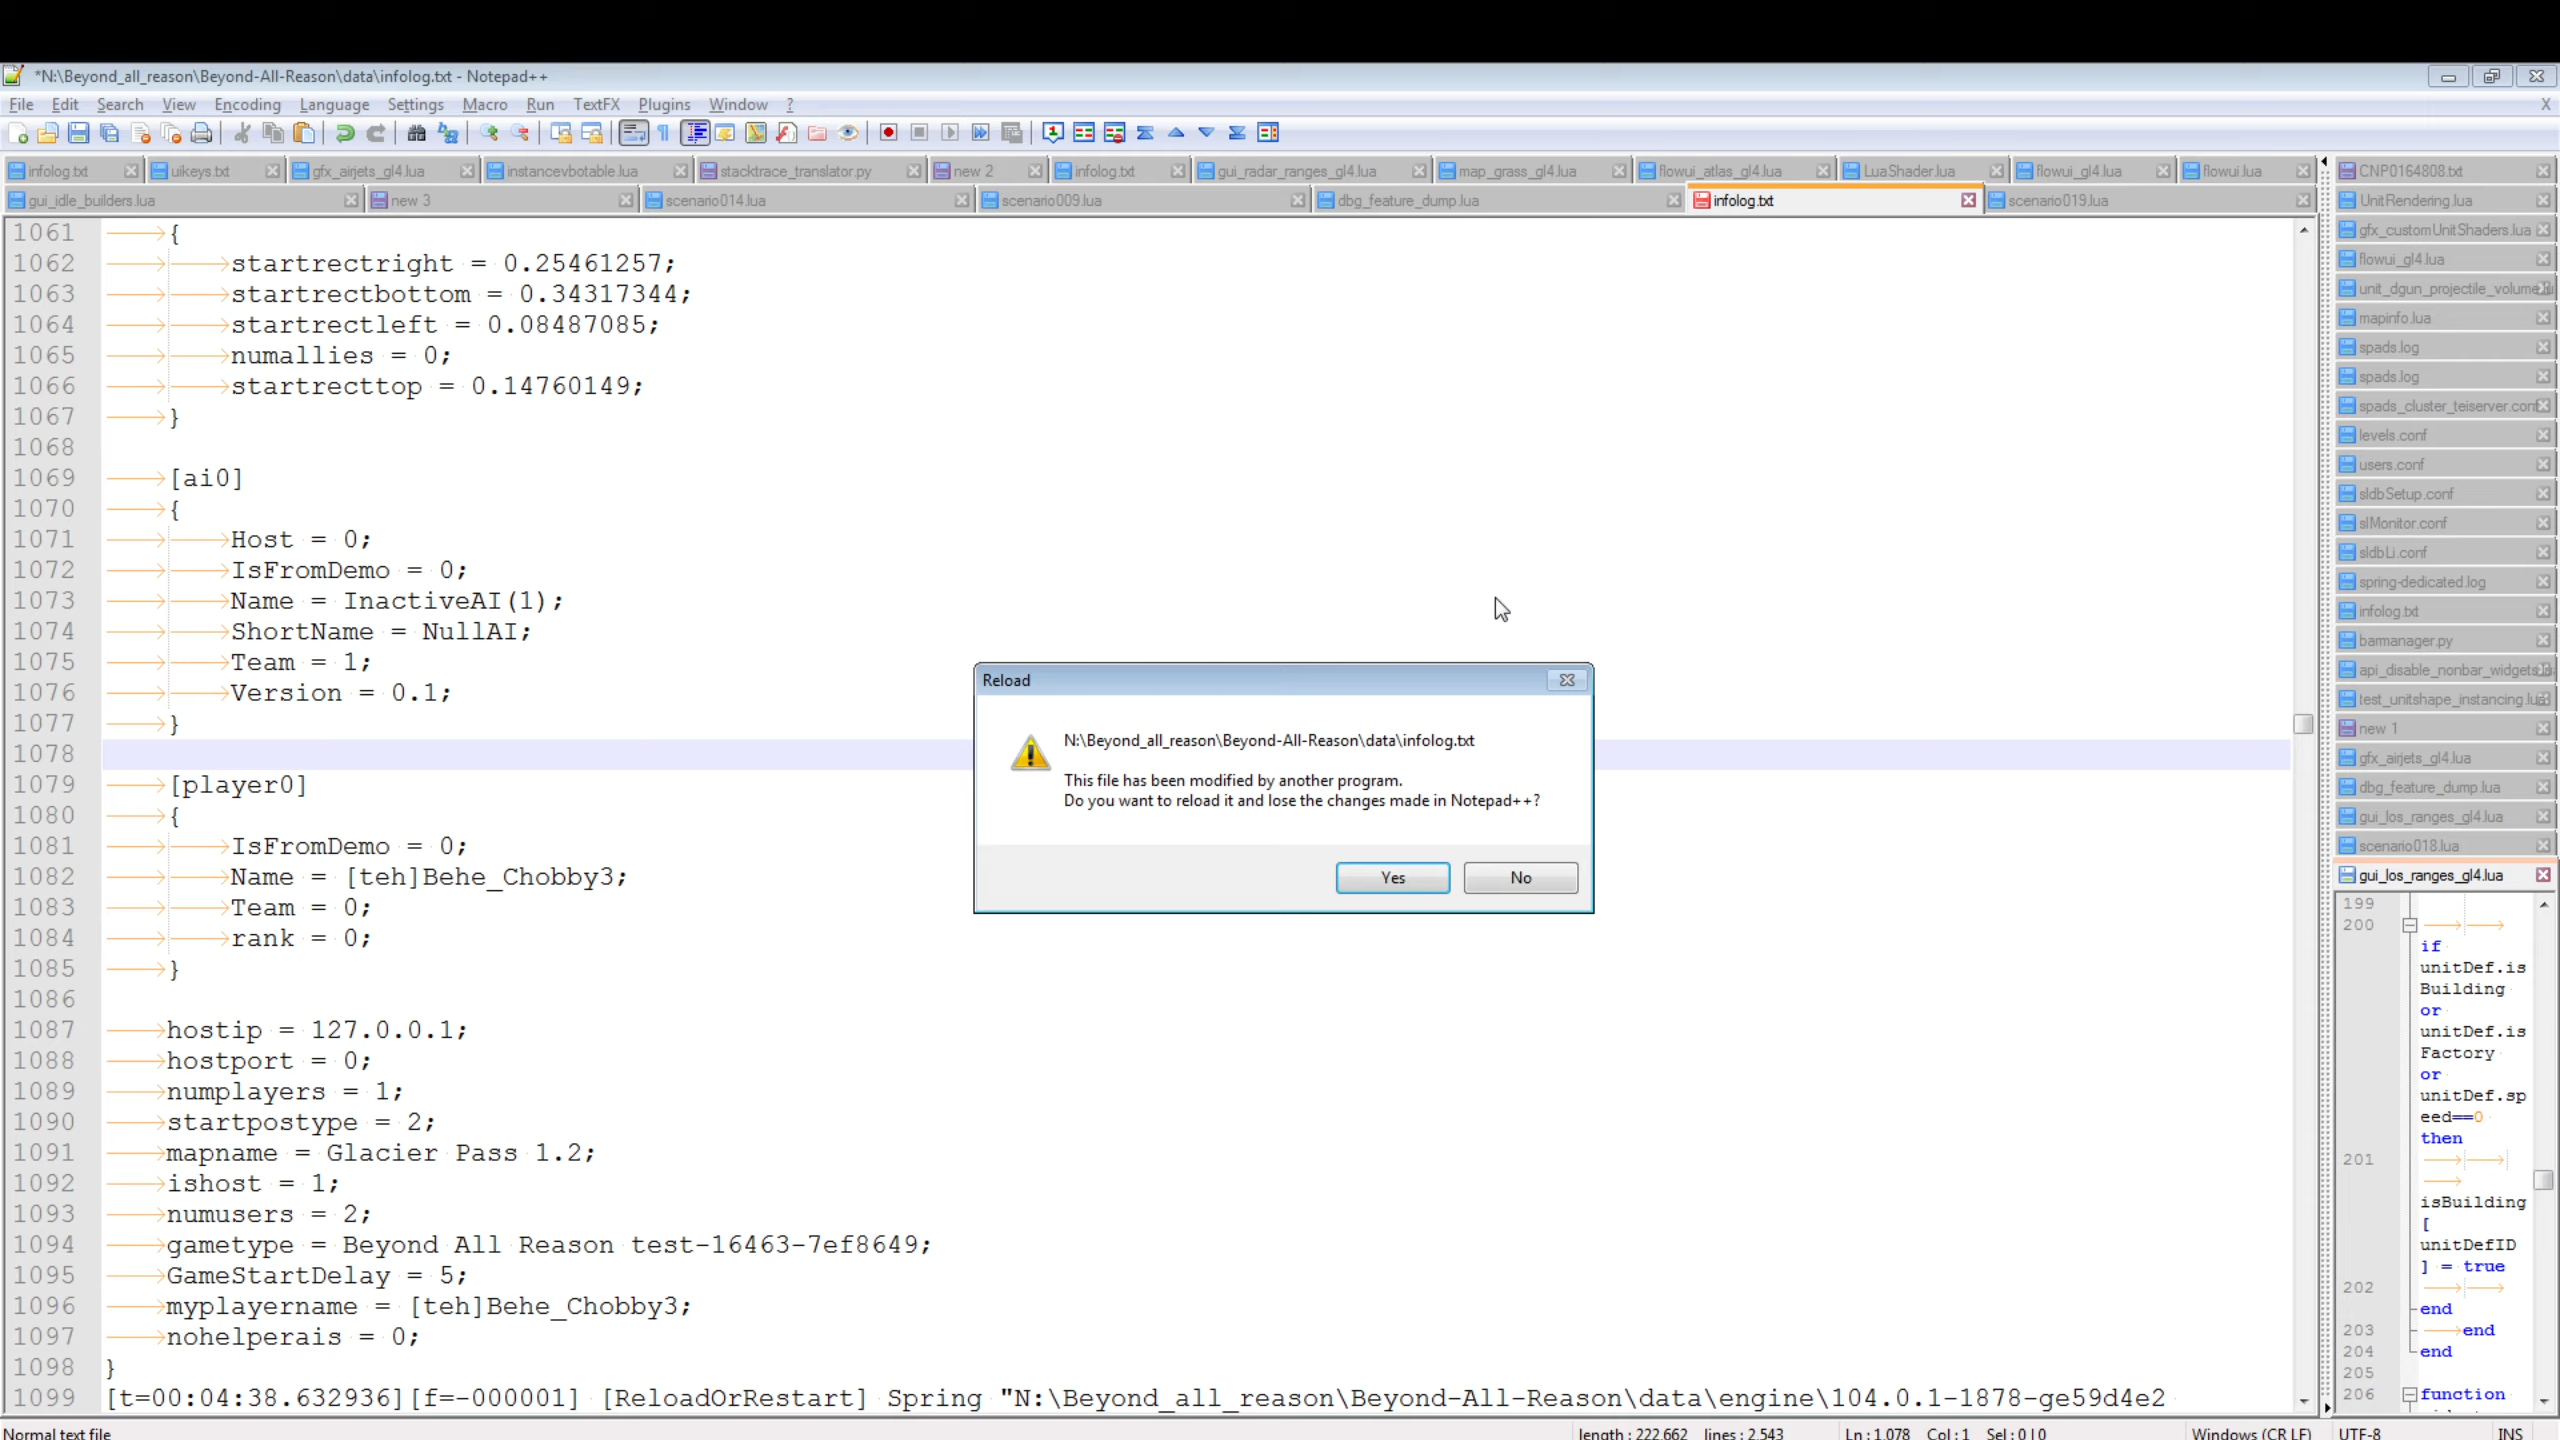 *N:\Beyond_all_reason\Beyond-All-Reason\data\infolog.txt - Notepad++
File Edit Search View Encoding Language Settings Macro Run TextFX Plugins Window ?
infolog.txt uikeys.txt gfx_airjets_gl4.lua instancevbotable.lua stacktrace_translator.py new 2 infolog.txt gui_radar_ranges_gl4.lua map_grass_gl4.lua flowui_atlas_gl4.lua LuaShader.lua flowui_gl4.lua flowui.lua
gui_idle_builders.lua new 3 scenario014.lua scenario009.lua dbg_feature_dump.lua infolog.txt scenario019.lua
1061 {
1062 startrectright = 0.25461257;
1063 startrectbottom = 0.34317344;
1064 startrectleft = 0.08487085;
1065 numallies = 0;
1066 startrecttop = 0.14760149;
1067 }
1068
1069 [ai0]
1070 {
1071 Host = 0;
1072 IsFromDemo = 0;
1073 Name = InactiveAI(1);
1074 ShortName = NullAI;
1075 Team = 1;
1076 Version = 0.1;
1077 }
1078
1079 [player0]
1080 {
1081 IsFromDemo = 0;
1082 Name = [teh]Behe_Chobby3;
1083 Team = 0;
1084 rank = 0;
1085 }
1086
1087 hostip = 127.0.0.1;
1088 hostport = 0;
1089 numplayers = 1;
1090 startpostype = 2;
1091 mapname = Glacier Pass 1.2;
1092 ishost = 1;
1093 numusers = 2;
1094 gametype = Beyond All Reason test-16463-7ef8649;
1095 GameStartDelay = 5;
1096 myplayername = [teh]Behe_Chobby3;
1097 nohelperais = 0;
1098 }
1099 [t=00:04:38.632936][f=-000001] [ReloadOrRestart] Spring "N:\Beyond_all_reason\Beyond-All-Reason\data\engine\104.0.1-1878-ge59d4e2
Reload
N:\Beyond_all_reason\Beyond-All-Reason\data\infolog.txt
This file has been modified by another program.
Do you want to reload it and lose the changes made in Notepad++?
Yes No
CNP0164808.txt
UnitRendering.lua
gfx_customUnitShaders.lua
flowui_gl4.lua
unit_dgun_projectile_volume
mapinfo.lua
spads.log
spads.log
spads_cluster_teiserver.conf
levels.conf
users.conf
sldbSetup.conf
slMonitor.conf
sldbLi.conf
spring-dedicated.log
infolog.txt
barmanager.py
api_disable_nonbar_widgets
test_unitshape_instancing.lua
new 1
gfx_airjets_gl4.lua
dbg_feature_dump.lua
gui_los_ranges_gl4.lua
scenario018.lua
gui_los_ranges_gl4.lua
199
200
if
unitDef.is
Building
or
unitDef.is
Factory
or
unitDef.sp
eed==0
then
201
isBuilding
[
unitDefID
] = true
202
end
203 end
204 end
205
206 function
Normal text file length : 222,662 lines : 2,543 Ln : 1,078 Col : 1 Sel : 0 | 0 Windows (CR LF) UTF-8 INS